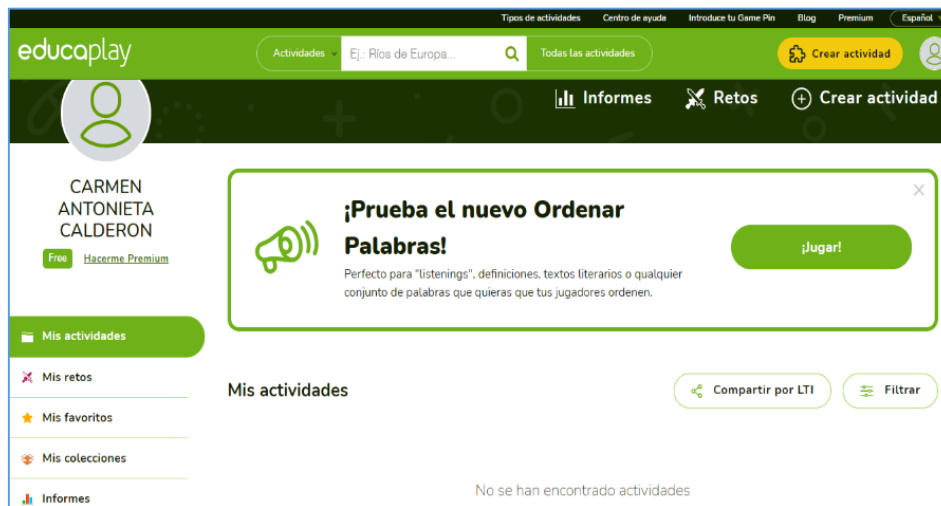 Tipos de actividades Centro de ayuda Introduce tu Game Pin Blog Premium Español
educaplay Actividades Ej.: Ríos de Europa... Todas las actividades Crear actividad
Informes Retos Crear actividad
CARMEN
ANTONIETA
CALDERON
Free Hacerme Premium
¡Prueba el nuevo Ordenar
Palabras!
Perfecto para "listenings", definiciones, textos literarios o cualquier
conjunto de palabras que quieras que tus jugadores ordenen.
¡Jugar!
Mis actividades
Mis retos
Mis favoritos
Mis colecciones
Informes
Mis actividades Compartir por LTI Filtrar
No se han encontrado actividades